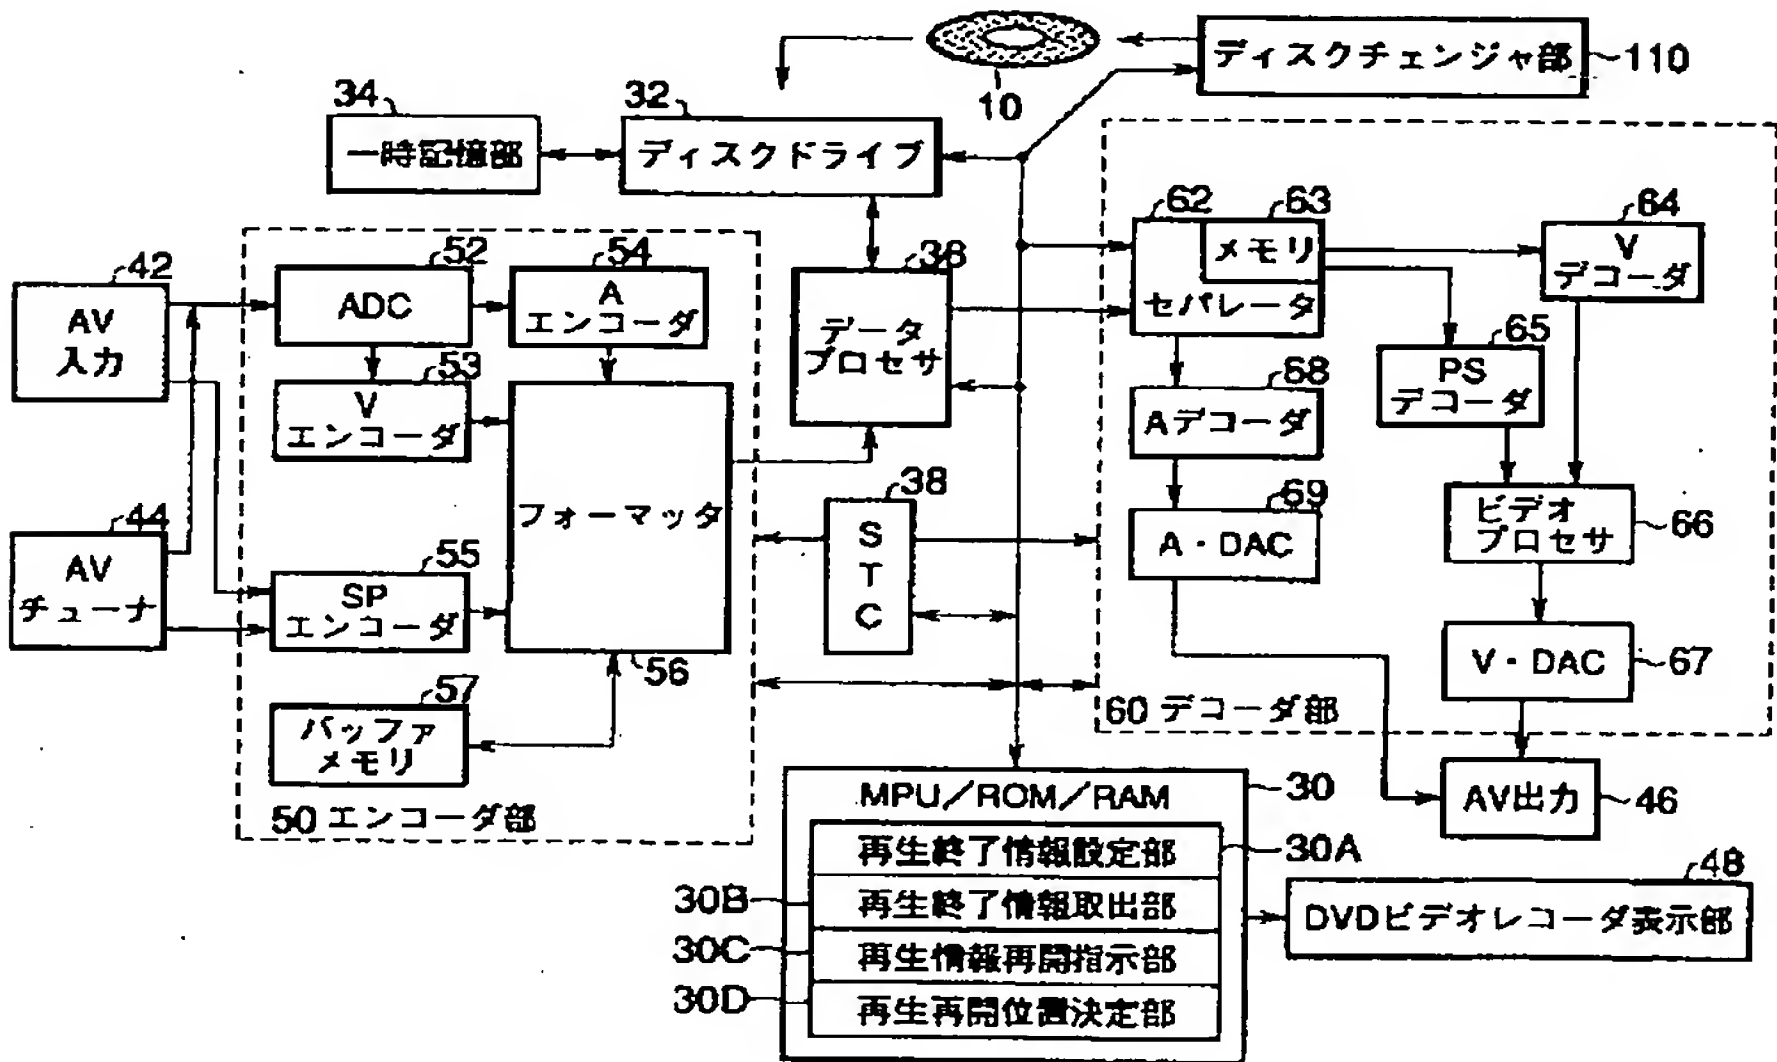 ディスクチェンジャ部
110
10
34
一時記憶部
32
ディスクドライブ
42
AV
入力
44
AV
チューナ
52
ADC
54
A
エンコーダ
53
V
エンコーダ
55
SP
エンコーダ
フォーマッタ
56
57
バッファ
メモリ
50 エンコーダ部
36
データ
プロセサ
38
S
T
C
62
63
メモリ
セパレータ
64
V
デコーダ
65
PS
デコーダ
68
Aデコーダ
69
A・DAC
ビデオ
プロセサ
66
V・DAC
67
60 デコーダ部
AV出力
46
MPU/ROM/RAM
30
再生終了情報設定部
30A
30B
再生終了情報取出部
30C
再生情報再開指示部
30D
再生再開位置決定部
48
DVDビデオレコーダ表示部